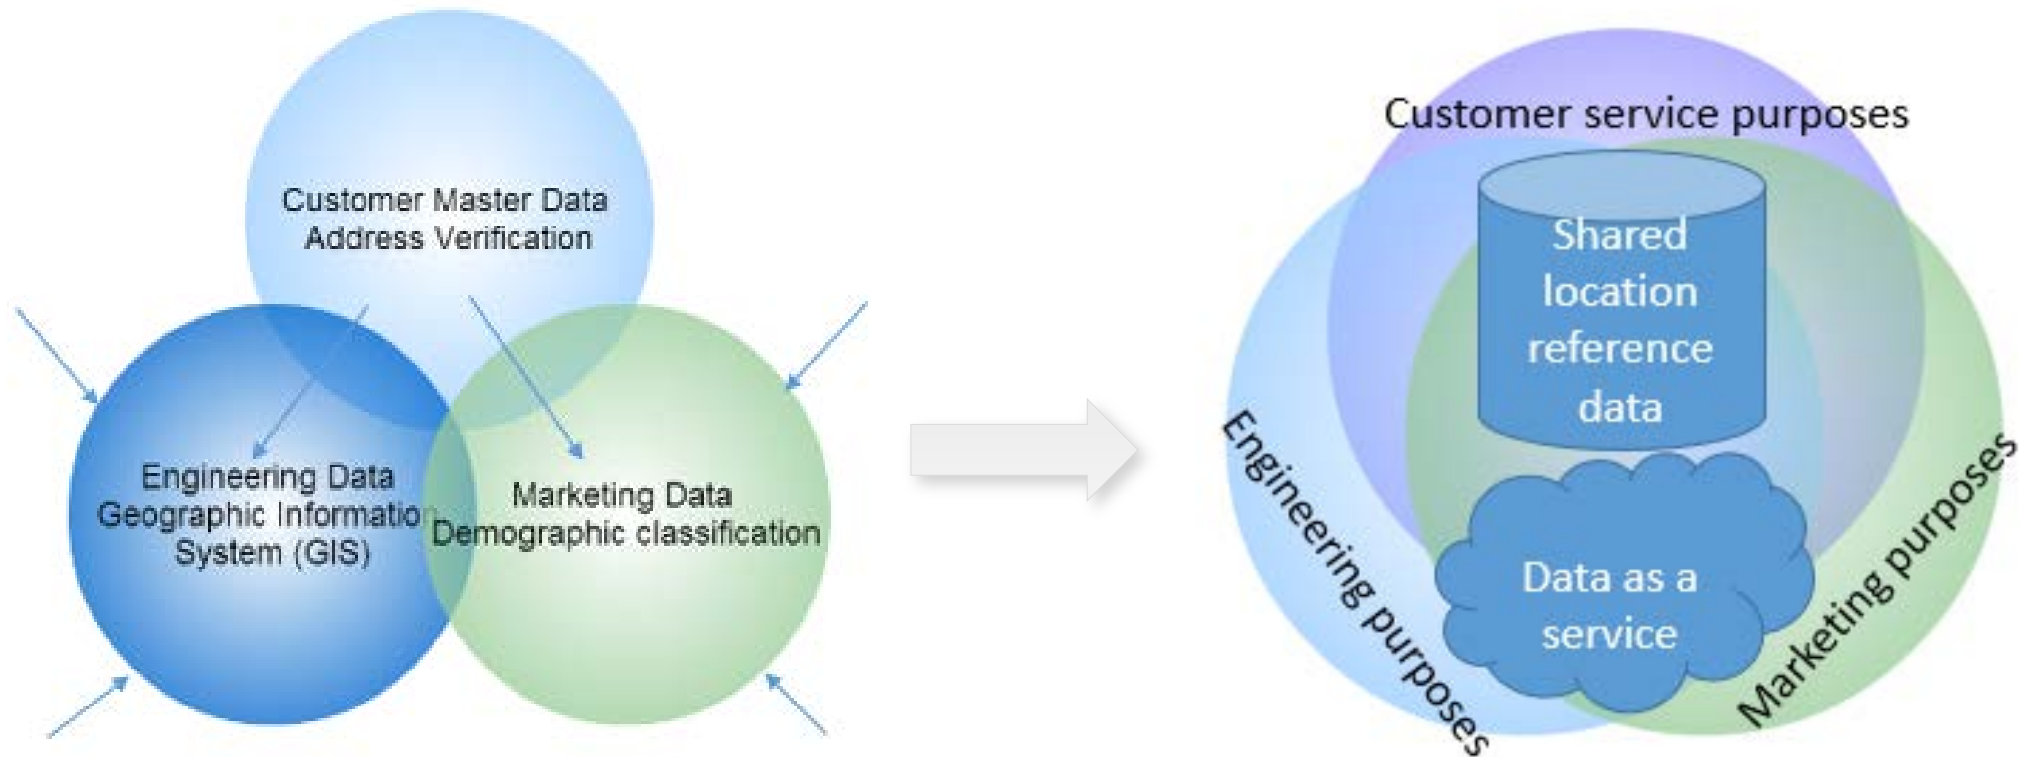 Customer Master Data
Address Verification
Engineering Data
Geographic Information
System (GIS)
Marketing Data
Demographic classification
Customer service purposes
Shared
location
reference
data
Data as a
service
Engineering purposes
Marketing purposes